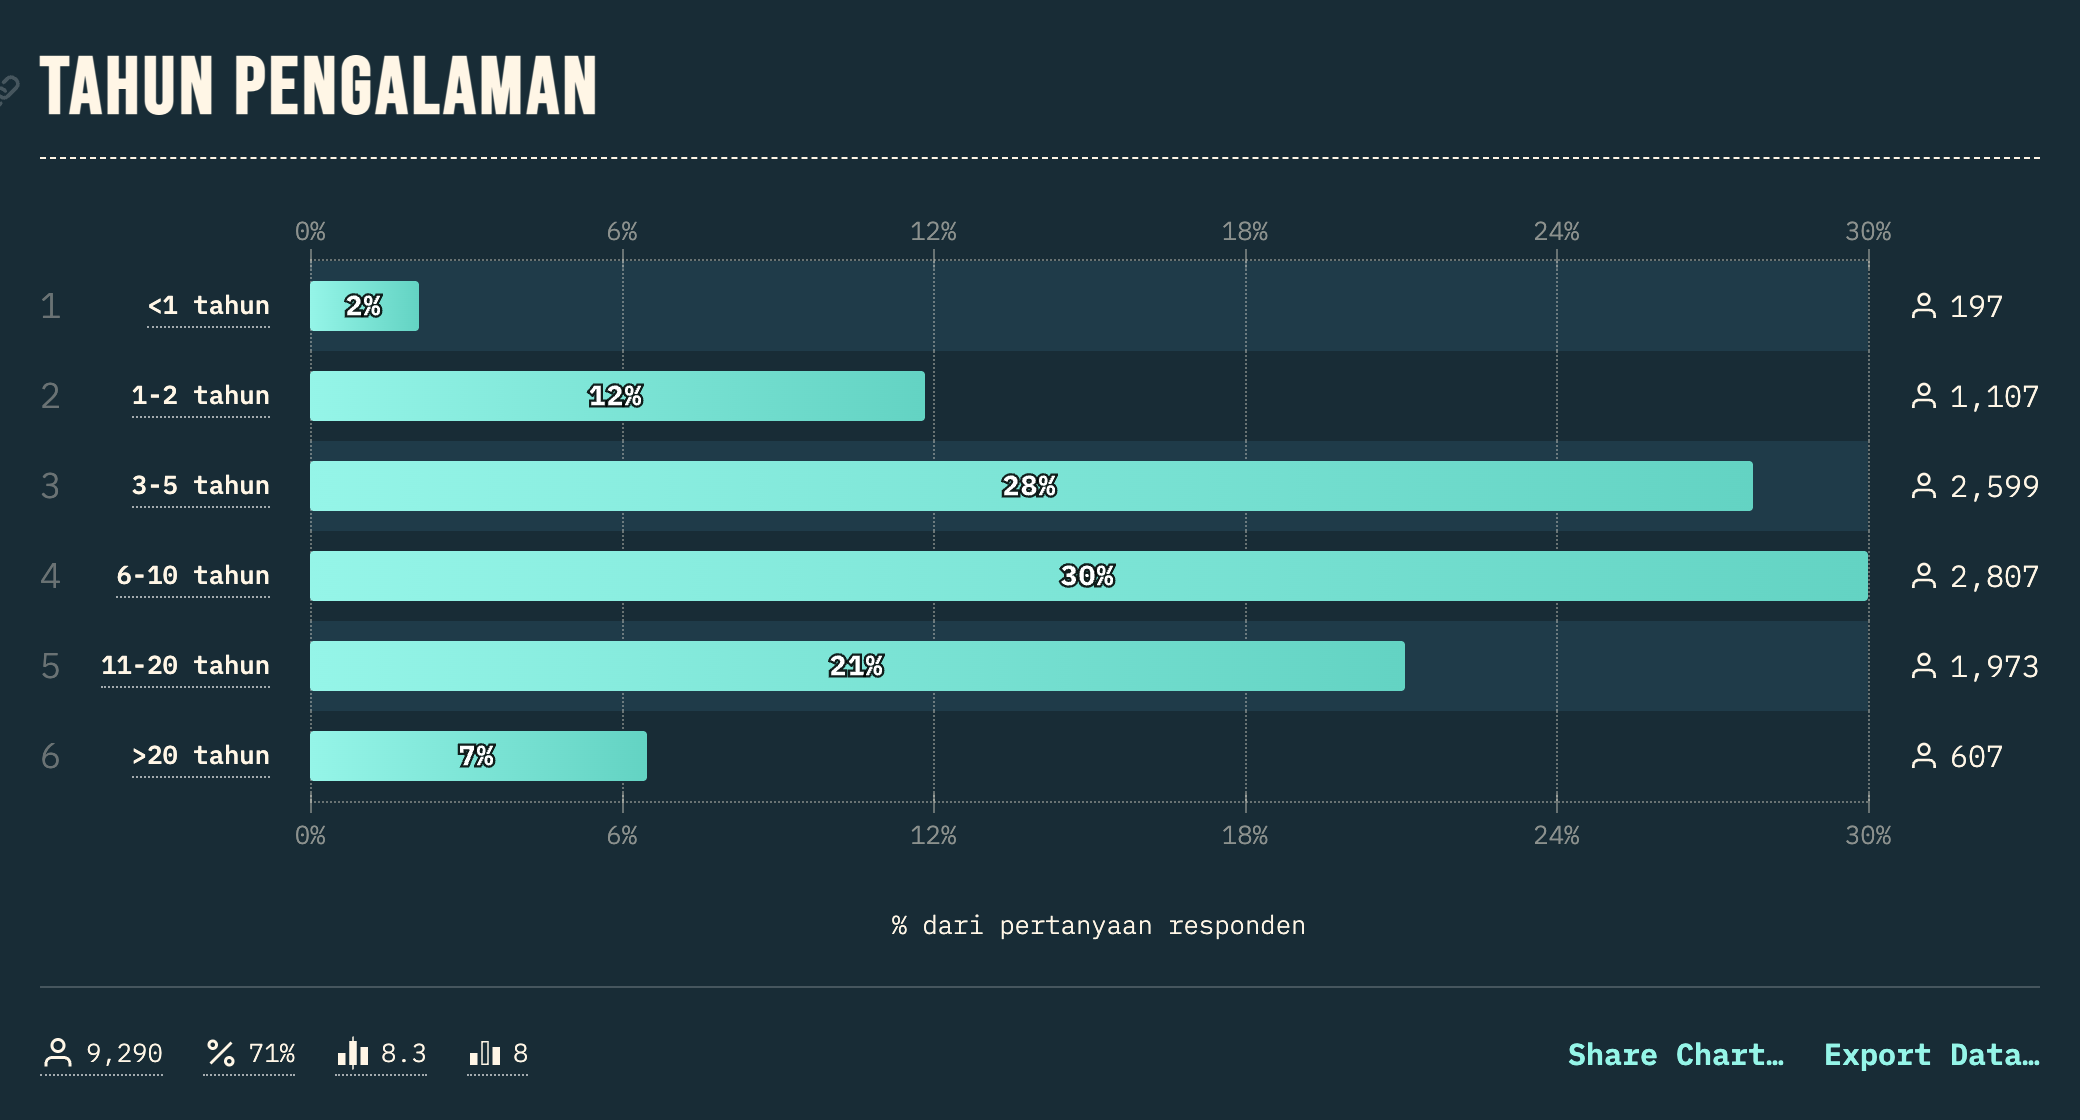 TAHUN PENGALAMAN
0% 6% 12% 18% 24% 30%
1 <1 tahun 2% 197
2 1-2 tahun 12% 1,107
3 3-5 tahun 28% 2,599
4 6-10 tahun 30% 2,807
5 11-20 tahun 21% 1,973
6 >20 tahun 7% 607
0% 6% 12% 18% 24% 30%
% dari pertanyaan responden
9,290 71% 8.3 8 Share Chart… Export Data…